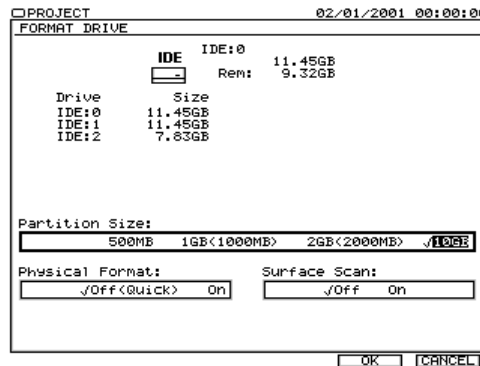 PROJECT 02/01/2001 00:00:00
FORMAT DRIVE
IDE IDE:0 11.45GB
Rem: 9.32GB
Drive Size
IDE:0 11.45GB
IDE:1 11.45GB
IDE:2 7.83GB
Partition Size:
500MB 1GB(1000MB) 2GB(2000MB) √10GB
Physical Format: Surface Scan:
√Off(Quick) On √Off On
OK CANCEL